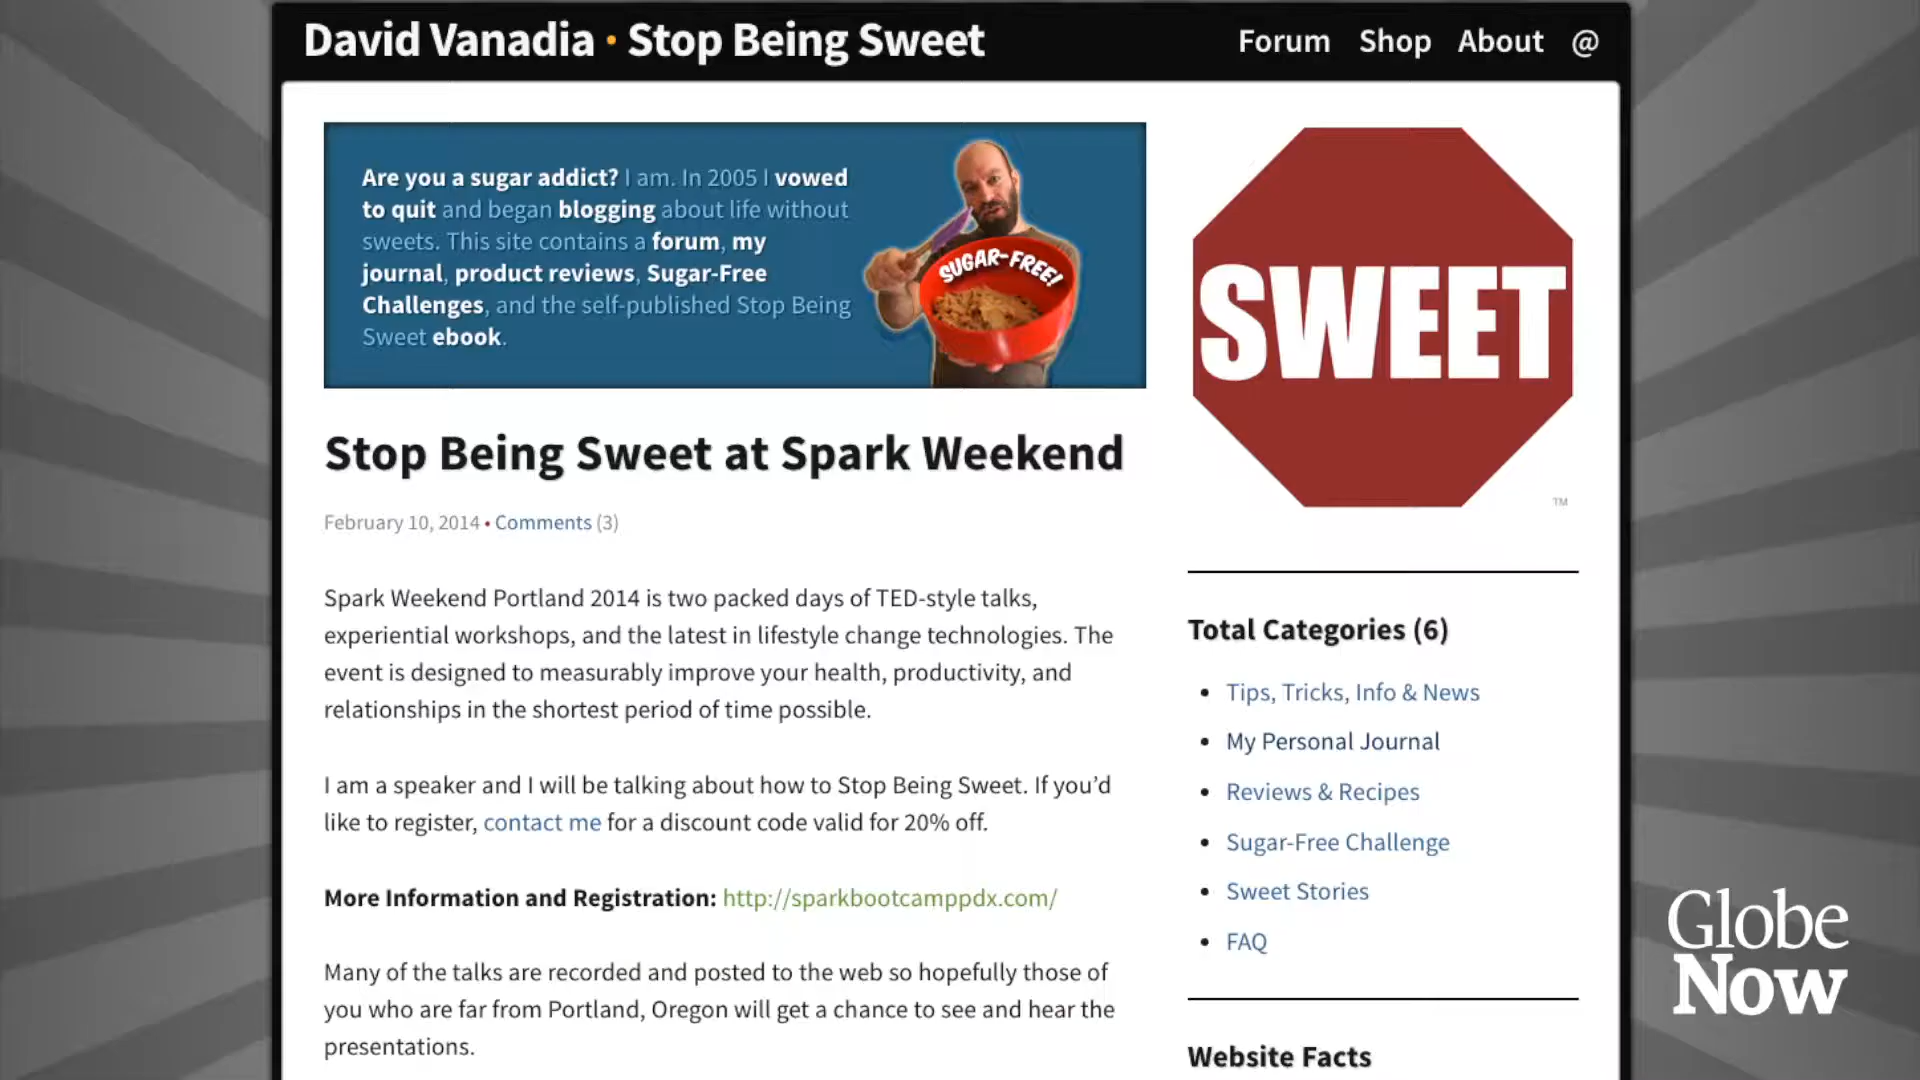 David Vanadia · Stop Being Sweet
Forum Shop About @
Are you a sugar addict? I am. In 2005 I vowed
to quit and began blogging about life without
sweets. This site contains a forum, my
journal, product reviews, Sugar-Free
Challenges, and the self-published Stop Being
Sweet ebook.
SUGAR-FREE!
SWEET
TM
Stop Being Sweet at Spark Weekend
February 10, 2014 • Comments (3)
Spark Weekend Portland 2014 is two packed days of TED-style talks,
experiential workshops, and the latest in lifestyle change technologies. The
event is designed to measurably improve your health, productivity, and
relationships in the shortest period of time possible.
I am a speaker and I will be talking about how to Stop Being Sweet. If you’d
like to register, contact me for a discount code valid for 20% off.
More Information and Registration: http://sparkbootcamppdx.com/
Many of the talks are recorded and posted to the web so hopefully those of
you who are far from Portland, Oregon will get a chance to see and hear the
presentations.
Total Categories (6)
• Tips, Tricks, Info & News
• My Personal Journal
• Reviews & Recipes
• Sugar-Free Challenge
• Sweet Stories
• FAQ
Website Facts
Globe
Now